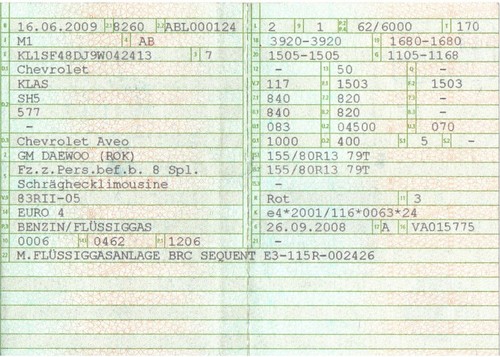 16.06.2009 8260 ABL000124
M1 AB
KL1SF48DJ9W042413 7
Chevrolet
KLAS
SH5
577
-
Chevrolet Aveo
GM DAEWOO (ROK)
Fz.z.Pers.bef.b. 8 Spl.
Schräghecklimousine
83RII-05
EURO 4
BENZIN/FLÜSSIGGAS
0006 0462 1206
M.FLÜSSIGGASANLAGE BRC SEQUENT E3-115R-002426
2 1 62/6000 170
3920-3920 1680-1680
1505-1505 1105-1168
- 50 -
117 1503 1503
840 820
840 820
083 04500 070
1000 400 5 -
155/80R13 79T
155/80R13 79T
-
-
Rot 3
e4*2001/116*0063*24
26.09.2008 A VA015775
-